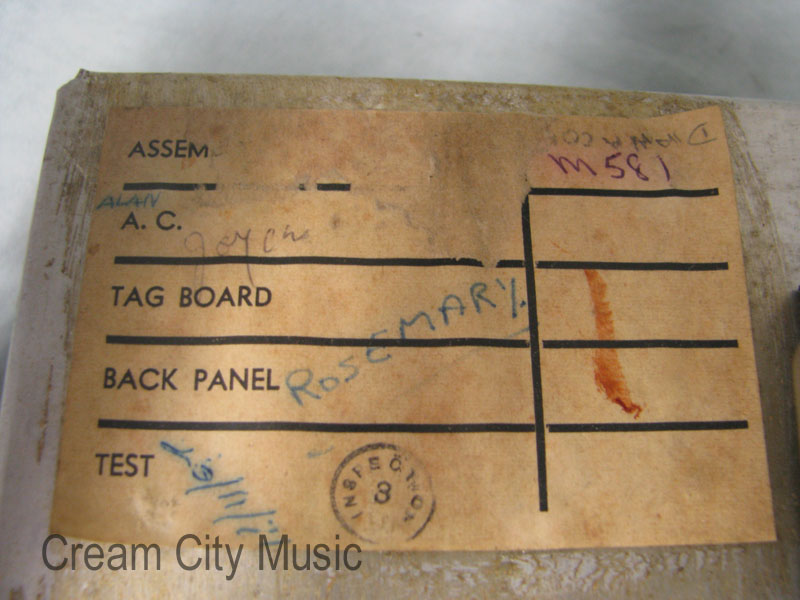 ASSEM
M581
ALAN
A. C.
TAG BOARD
ROSEMARY
BACK PANEL
TEST
INSPECTION
8
Cream City Music